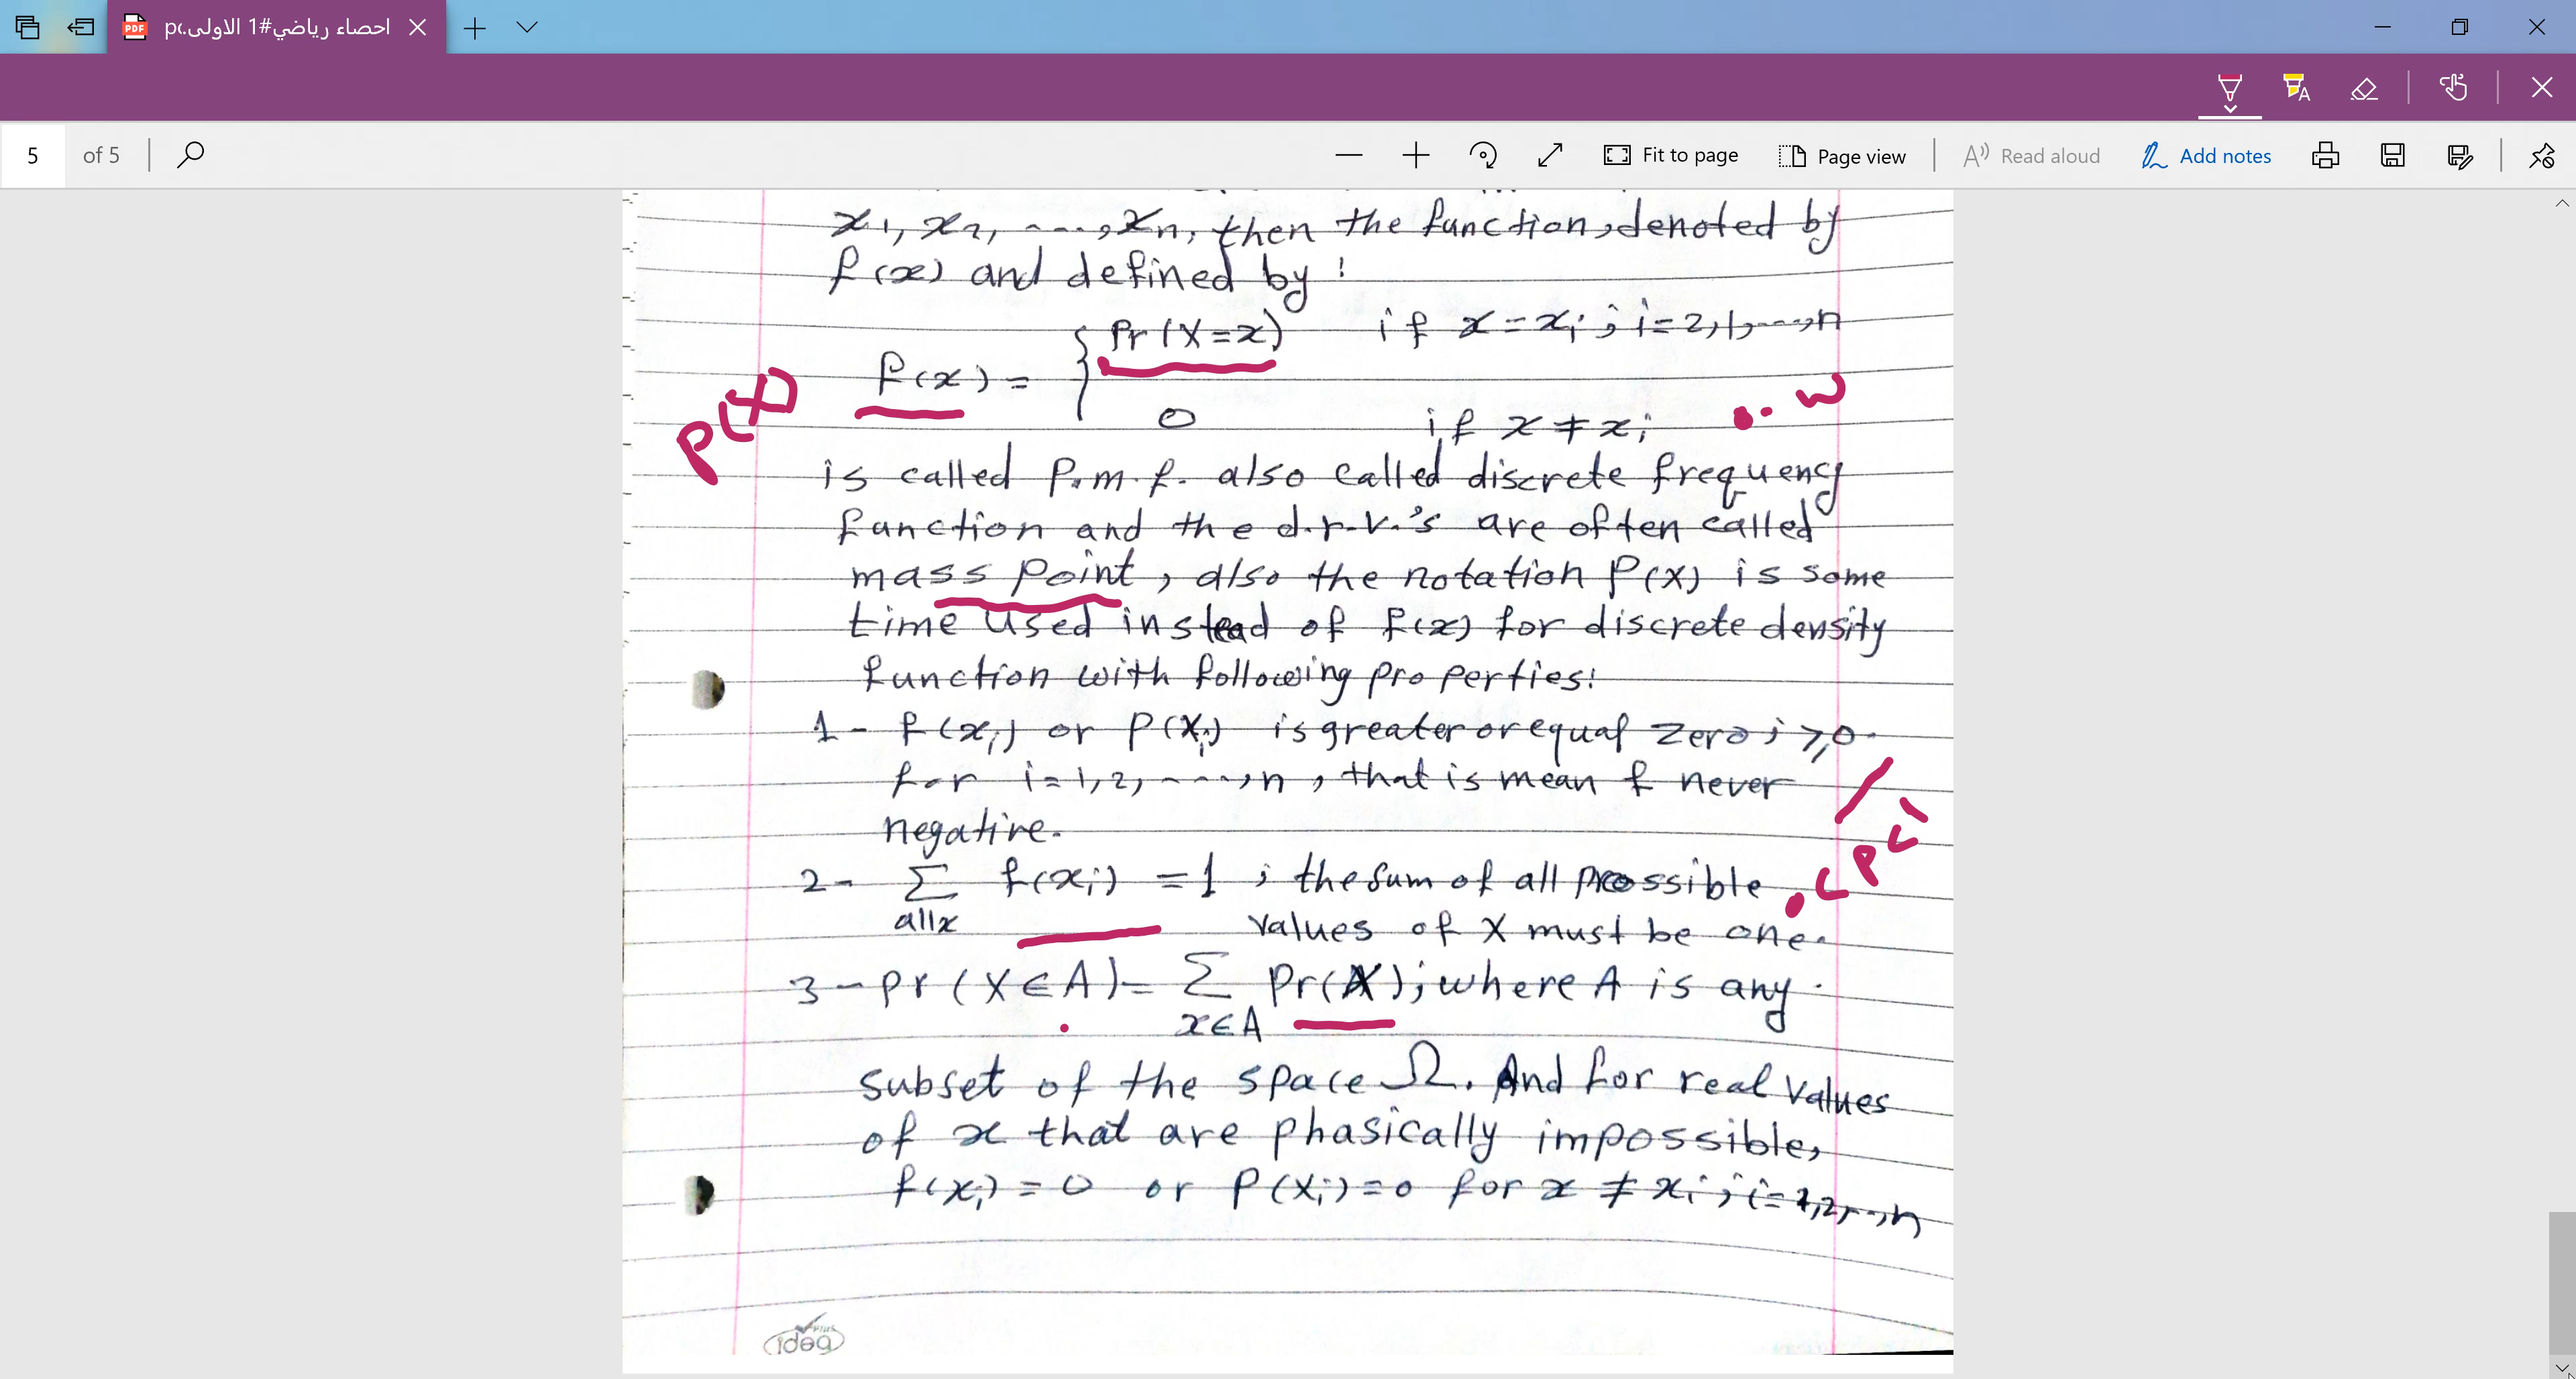 احصاء رياضي#1 الاولى.pc
5 of 5
Fit to page
Page view
Read aloud
Add notes
x1, x2, ----, xn, then the function, denoted by
f(x) and defined by:
f(x) = { Pr(X=x) if x = xi ; i=2,1,----,n
0 if x ≠ xi
P(X)
is called P.m.f. also called discrete frequency
function and the d.r.v.'s are often called
mass point, also the notation P(X) is some
time used instead of f(x) for discrete density
function with following properties:
1- f(xi) or P(Xi) is greater or equal zero ; ≥0.
for i=1,2,----,n, that is mean f never
negative.
2- ∑ f(xi) = 1 ; the sum of all possible
all x values of X must be one.
3- pr(X∈A) = ∑ Pr(X); where A is any
x∈A
subset of the space Ω. And for real values
of x that are phasically impossible,
f(xi) = 0 or P(Xi)=0 for x ≠ xi ; i=1,2,--,n
idea
plus